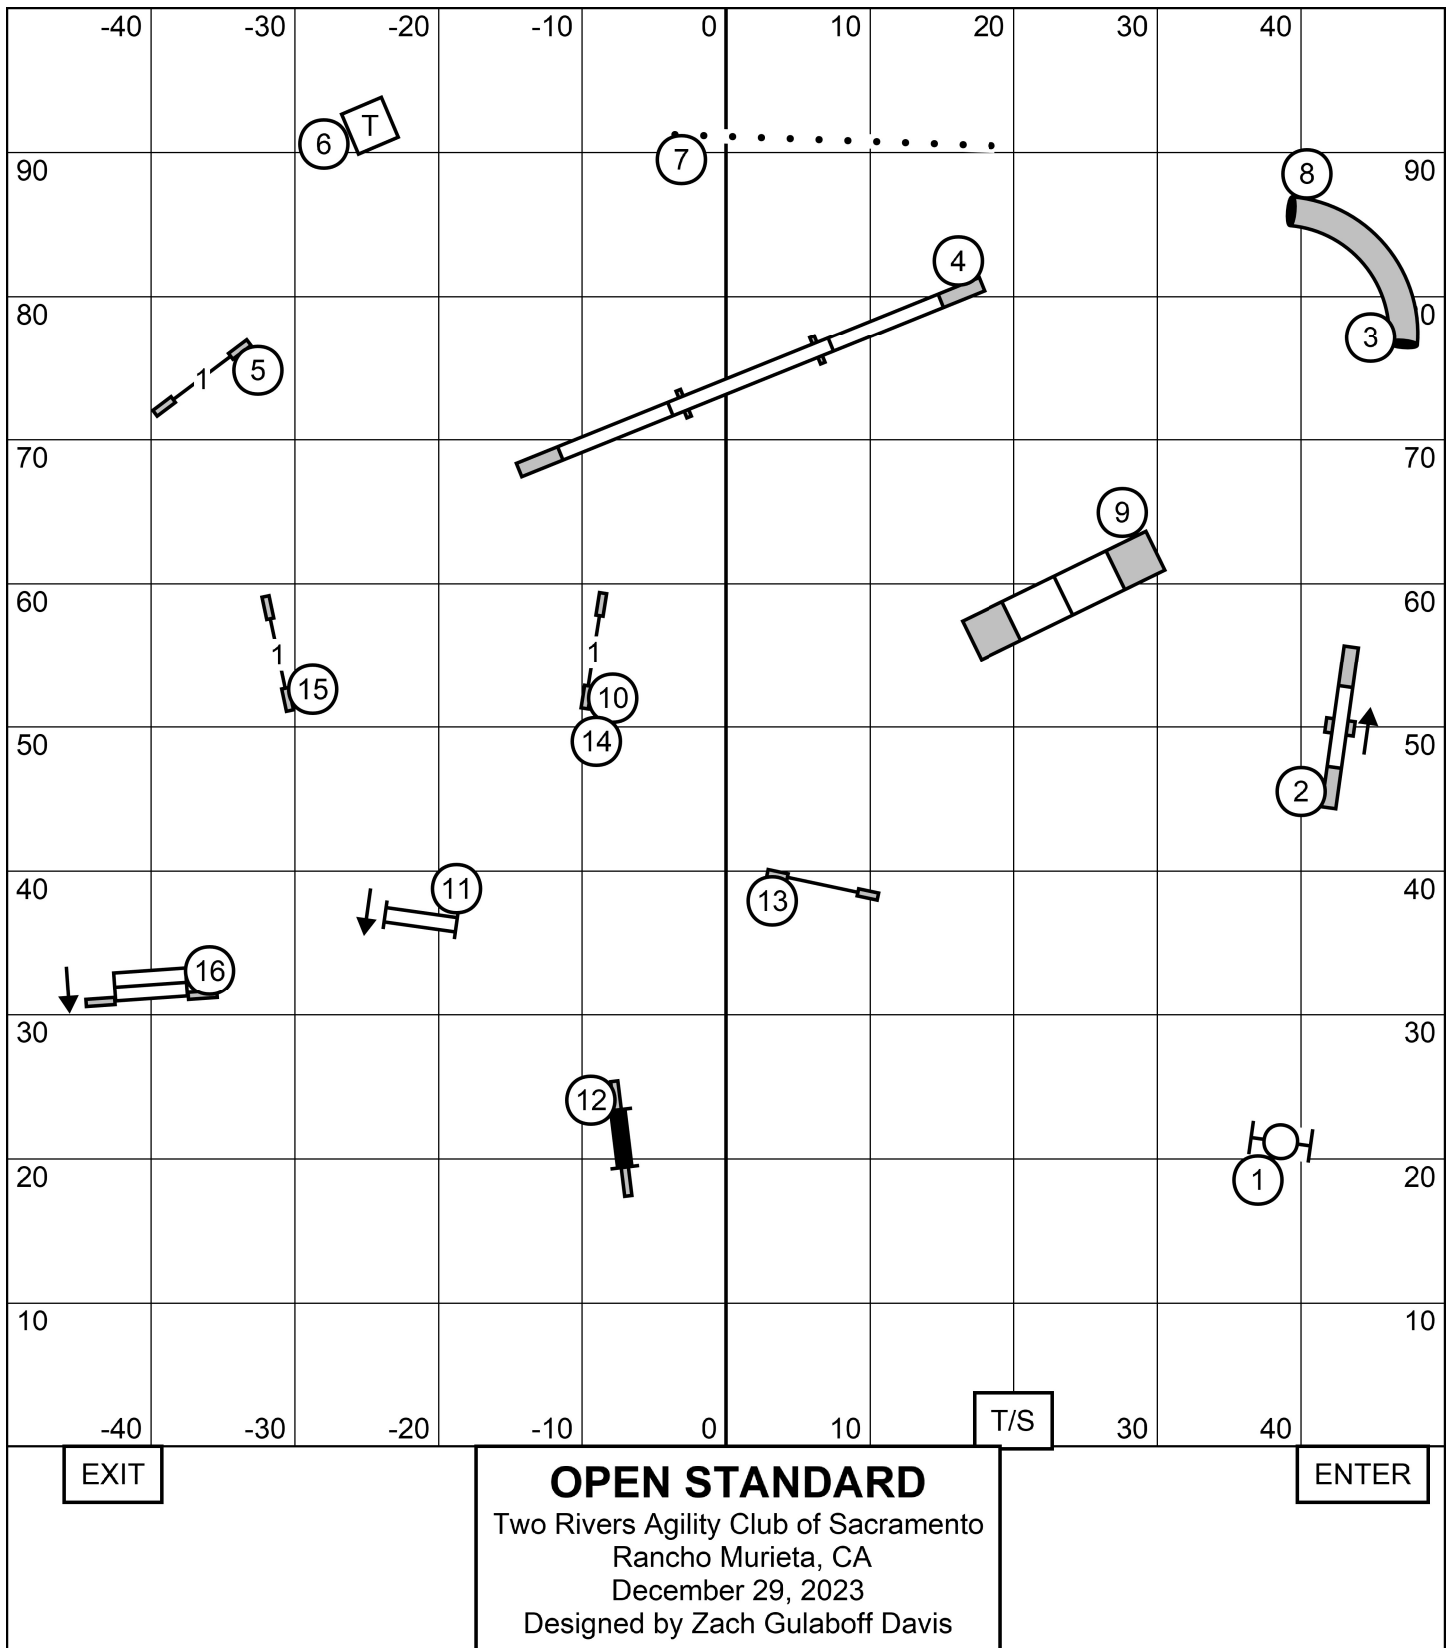 -40 -30 -20 -10 0 10 20 30 40
T
6
7
90 90
8
4
80 0
3
5
1
70 70
9
60 60
1 1
15 10
14
50 50
2
40 40
11
13
16
30 30
12
20 20
1
10 10
-40 -30 -20 -10 0 10 T/S 30 40
EXIT ENTER
OPEN STANDARD
Two Rivers Agility Club of Sacramento
Rancho Murieta, CA
December 29, 2023
Designed by Zach Gulaboff Davis